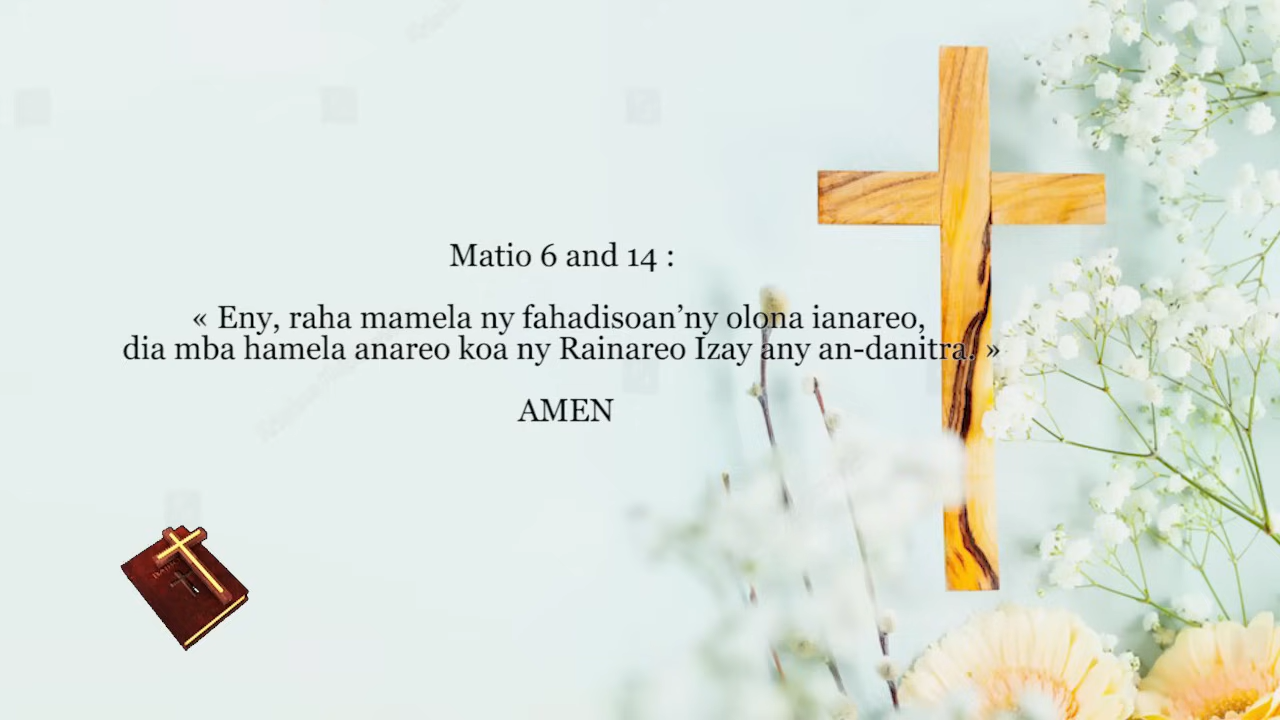 Matio 6 and 14 :
« Eny, raha mamela ny fahadisoan’ny olona ianareo,
dia mba hamela anareo koa ny Rainareo Izay any an-danitra. »
AMEN